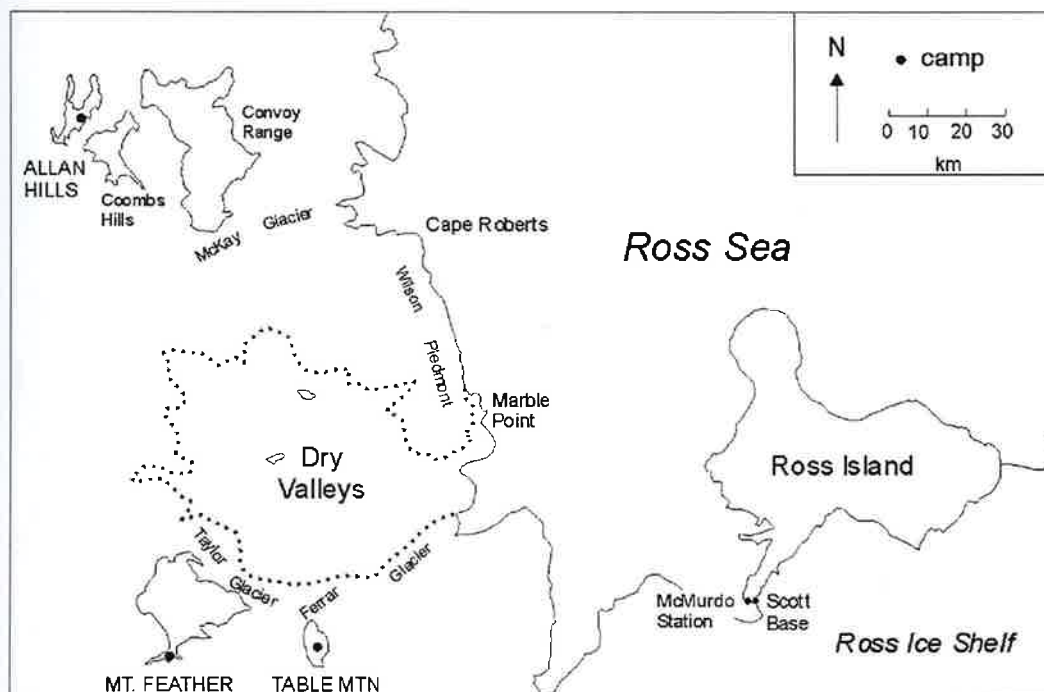 N
camp
0 10 20 30
km
Convoy
Range
ALLAN
HILLS
Coombs
Hills
McKay Glacier
Cape Roberts
Ross Sea
Wilson
Piedmont
Marble
Point
Dry
Valleys
Ross Island
Taylor
Glacier
Ferrar
Glacier
McMurdo
Station
Scott
Base
Ross Ice Shelf
MT. FEATHER
TABLE MTN